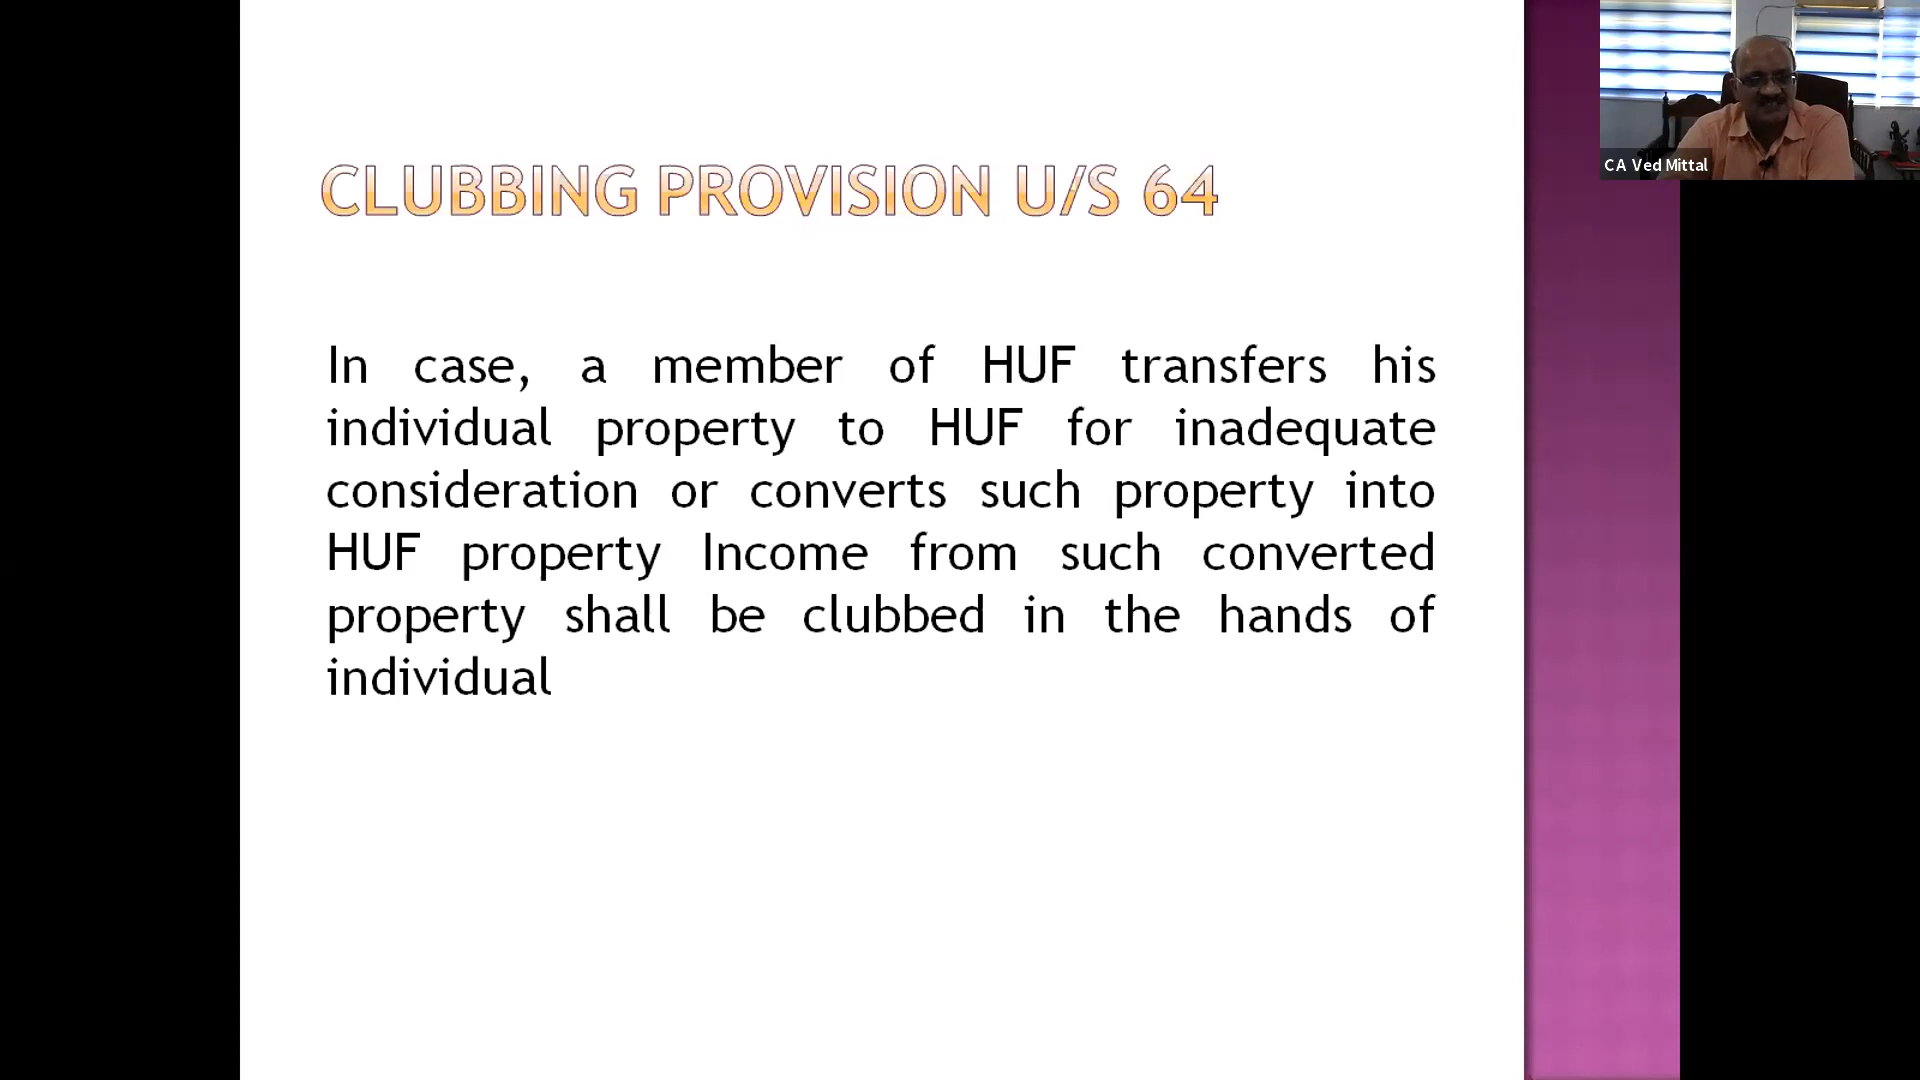 CLUBBING PROVISION U/S 64
In case, a member of HUF transfers his
individual property to HUF for inadequate
consideration or converts such property into
HUF property Income from such converted
property shall be clubbed in the hands of
individual
CA Ved Mittal